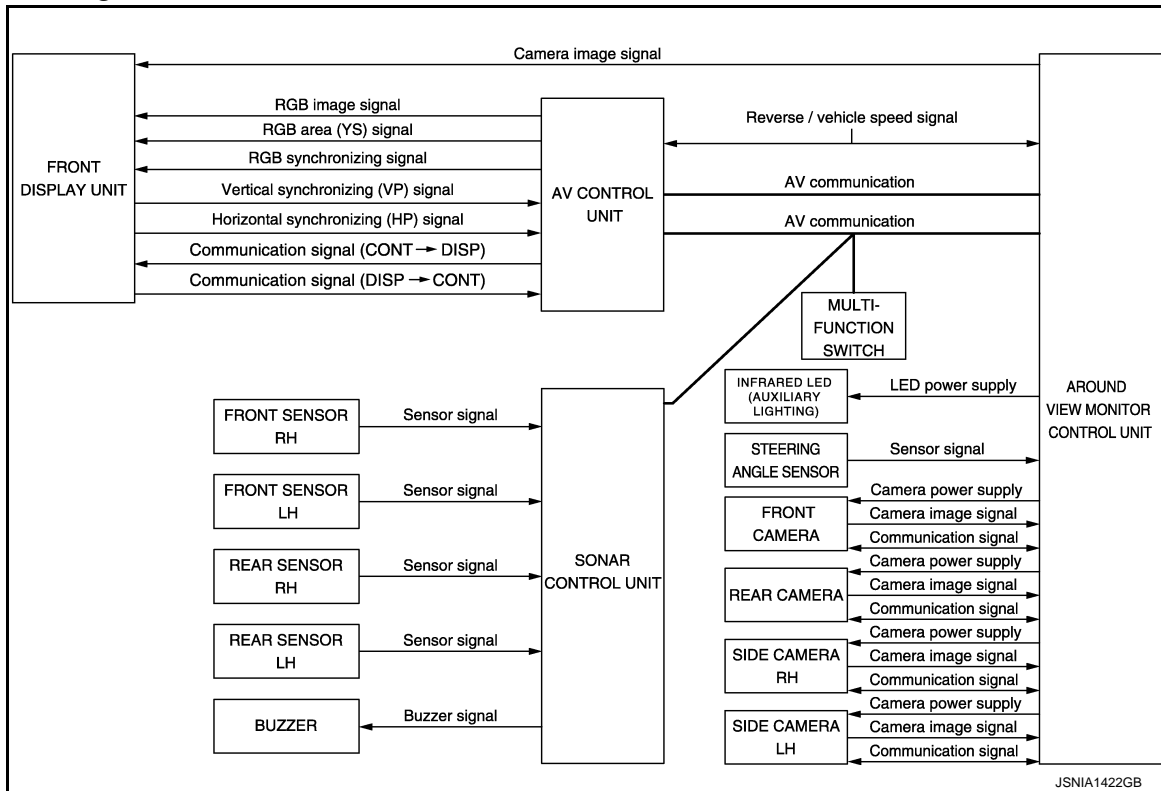 Camera image signal
FRONT
DISPLAY UNIT
RGB image signal
RGB area (YS) signal
RGB synchronizing signal
Vertical synchronizing (VP) signal
Horizontal synchronizing (HP) signal
Communication signal (CONT → DISP)
Communication signal (DISP → CONT)
AV CONTROL
UNIT
Reverse / vehicle speed signal
AV communication
AV communication
MULTI-
FUNCTION
SWITCH
AROUND
VIEW MONITOR
CONTROL UNIT
INFRARED LED
(AUXILIARY
LIGHTING)
LED power supply
STEERING
ANGLE SENSOR
Sensor signal
FRONT
CAMERA
Camera power supply
Camera image signal
Communication signal
REAR CAMERA
Camera power supply
Camera image signal
Communication signal
SIDE CAMERA
RH
Camera power supply
Camera image signal
Communication signal
SIDE CAMERA
LH
Camera power supply
Camera image signal
Communication signal
FRONT SENSOR
RH
Sensor signal
FRONT SENSOR
LH
Sensor signal
REAR SENSOR
RH
Sensor signal
REAR SENSOR
LH
Sensor signal
BUZZER
Buzzer signal
SONAR
CONTROL UNIT
JSNIA1422GB